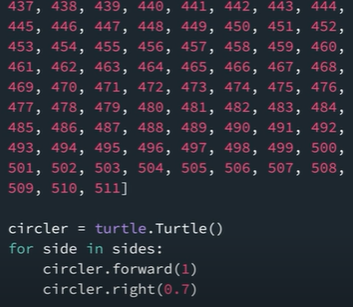 437, 438, 439, 440, 441, 442, 443, 444,
445, 446, 447, 448, 449, 450, 451, 452,
453, 454, 455, 456, 457, 458, 459, 460,
461, 462, 463, 464, 465, 466, 467, 468,
469, 470, 471, 472, 473, 474, 475, 476,
477, 478, 479, 480, 481, 482, 483, 484,
485, 486, 487, 488, 489, 490, 491, 492,
493, 494, 495, 496, 497, 498, 499, 500,
501, 502, 503, 504, 505, 506, 507, 508,
509, 510, 511]
circler = turtle.Turtle()
for side in sides:
    circler.forward(1)
    circler.right(0.7)